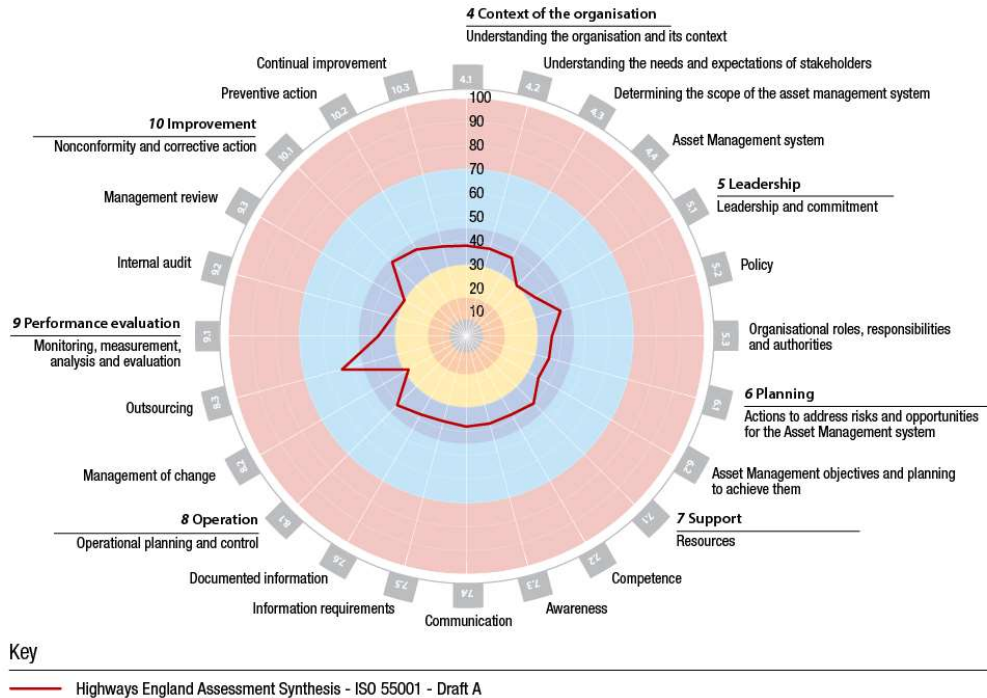 4 Context of the organisation
Understanding the organisation and its context
Understanding the needs and expectations of stakeholders
Determining the scope of the asset management system
Asset Management system
5 Leadership
Leadership and commitment
Policy
Organisational roles, responsibilities
and authorities
6 Planning
Actions to address risks and opportunities
for the Asset Management system
Asset Management objectives and planning
to achieve them
7 Support
Resources
Competence
Awareness
Communication
Information requirements
Documented information
8 Operation
Operational planning and control
Management of change
Outsourcing
9 Performance evaluation
Monitoring, measurement,
analysis and evaluation
Internal audit
Management review
10 Improvement
Nonconformity and corrective action
Preventive action
Continual improvement
4.1
4.2
4.3
4.4
5.1
5.2
5.3
6.1
6.2
7.1
7.2
7.3
7.4
7.5
7.6
8.1
8.2
8.3
9.1
9.2
9.3
10.1
10.2
10.3
100
90
80
70
60
50
40
30
20
10
Key
Highways England Assessment Synthesis - ISO 55001 - Draft A